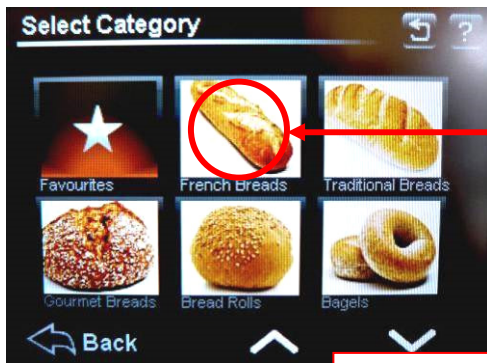 Select Category
?
Favourites
French Breads
Traditional Breads
Gourmet Breads
Bread Rolls
Bagels
Back